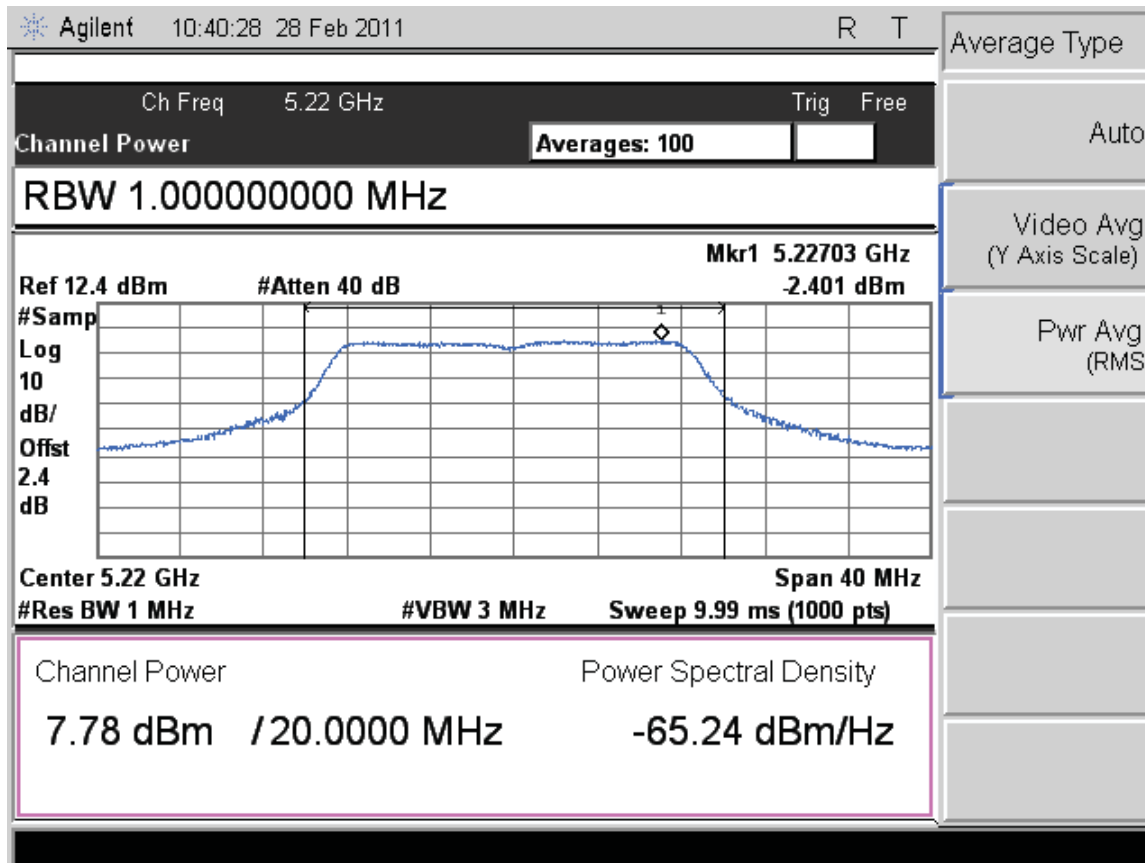 Agilent 10:40:28 28 Feb 2011 R T
Average Type
Ch Freq 5.22 GHz Trig Free
Channel Power Averages: 100
Auto
RBW 1.000000000 MHz
Video Avg
(Y Axis Scale)
Mkr1 5.22703 GHz
Ref 12.4 dBm #Atten 40 dB -2.401 dBm
#Samp
Log
10
dB/
Offst
2.4
dB
1
Pwr Avg
(RMS
Center 5.22 GHz Span 40 MHz
#Res BW 1 MHz #VBW 3 MHz Sweep 9.99 ms (1000 pts)
Channel Power Power Spectral Density
7.78 dBm / 20.0000 MHz -65.24 dBm/Hz